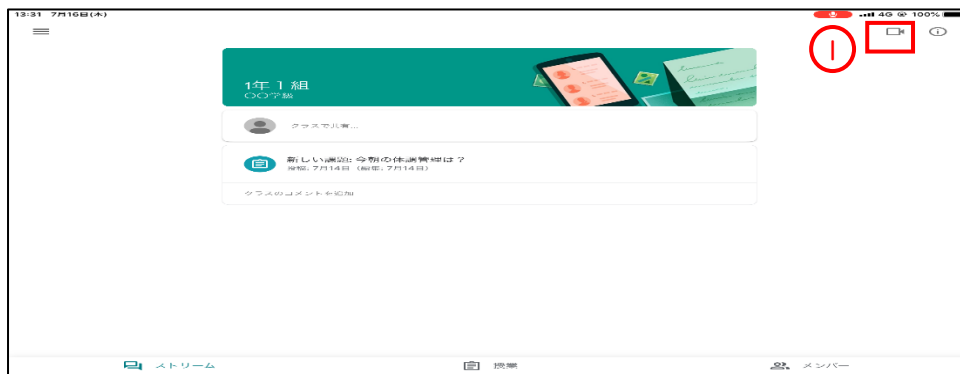 13:31 7月16日(木)
4G 100%
1
1年1組
〇〇学級
クラスで共有...
新しい課題: 今朝の体調管理は？
投稿: 7月14日（編集: 7月14日）
クラスのコメントを追加
ストリーム 授業 メンバー